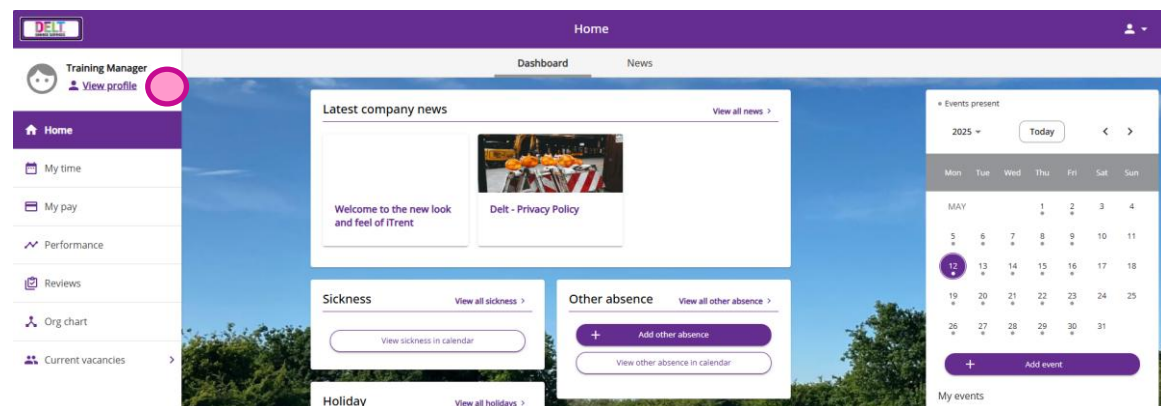 DELT
Home
Training Manager
View profile
Home
My time
My pay
Performance
Reviews
Org chart
Current vacancies
Dashboard News
Latest company news View all news
Welcome to the new look
and feel of iTrent
Delt - Privacy Policy
Sickness View all sickness
View sickness in calendar
Other absence View all other absence
+ Add other absence
View other absence in calendar
Holiday View all holidays
Events present
2025 Today
Mon Tue Wed Thu Fri Sat Sun
MAY 1 2 3 4
5 6 7 8 9 10 11
12 13 14 15 16 17 18
19 20 21 22 23 24 25
26 27 28 29 30 31
+ Add event
My events